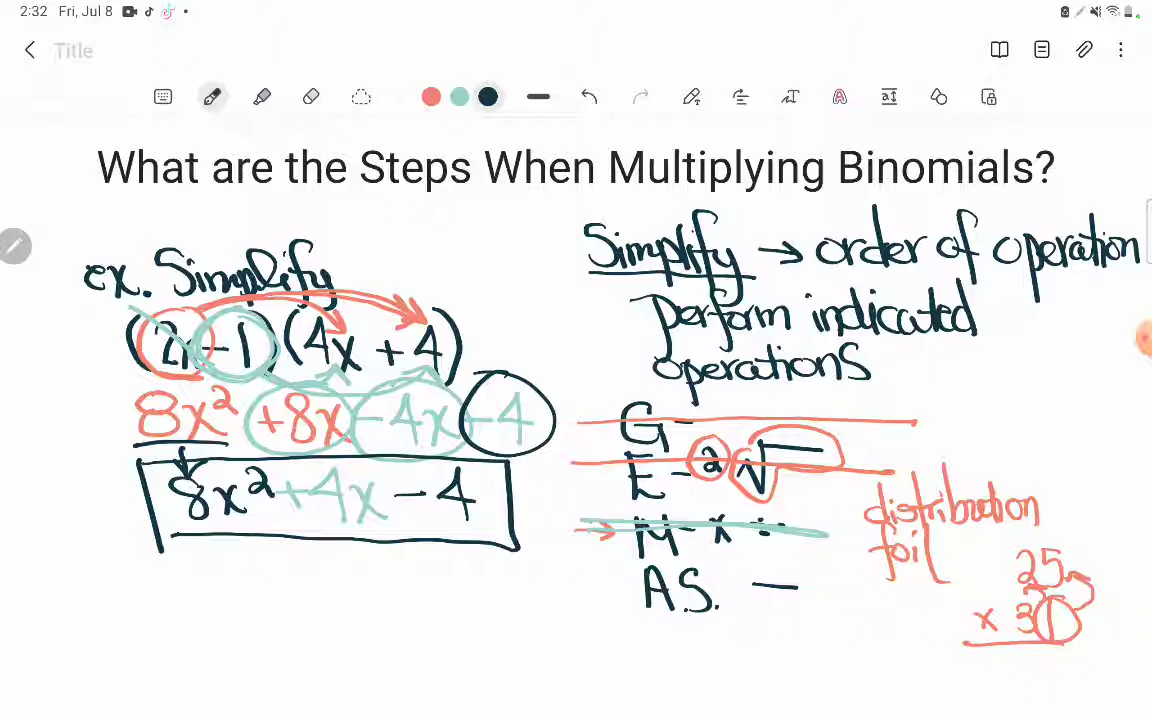 2:32 Fri, Jul 8
Title
What are the Steps When Multiplying Binomials?
ex. Simplify
(2x-1)(4x+4)
8x² +8x -4x -4
8x² +4x -4
Simplify → order of operation
perform indicated
operations
G-
E - 2 √
M - x ÷
A.S. —
distribution
foil
25
x 31